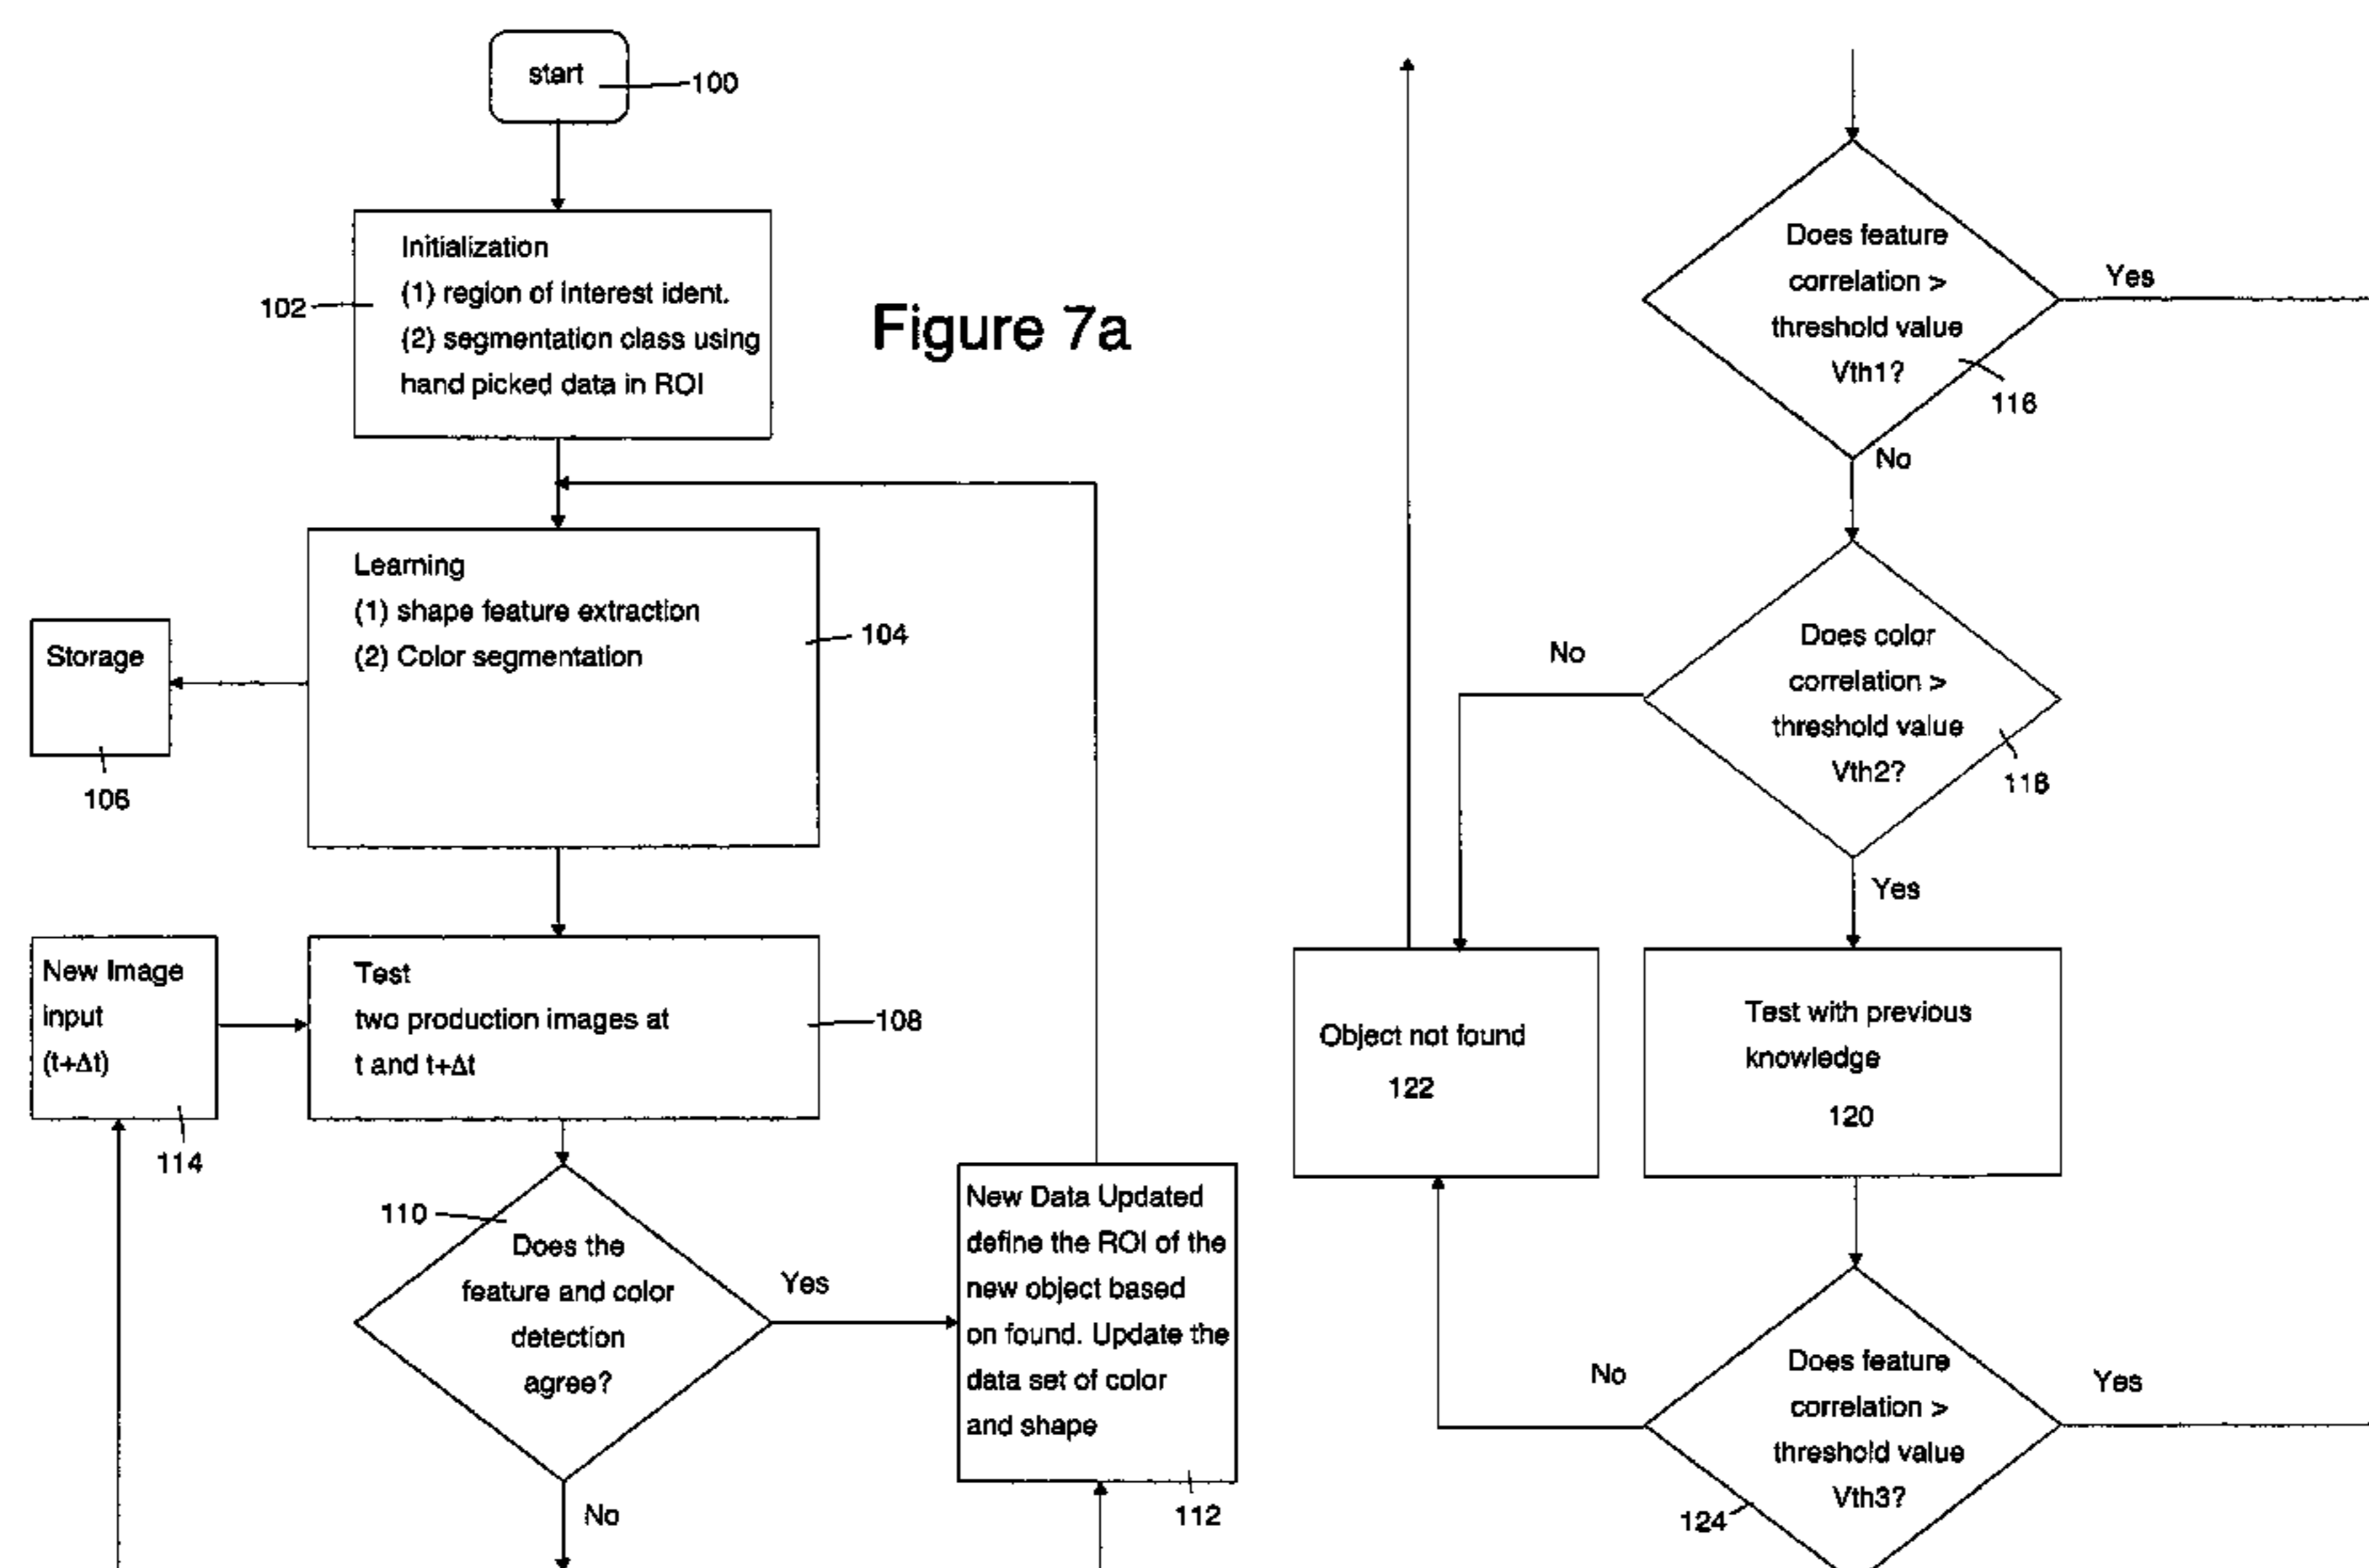 start
100
Initialization
(1) region of Interest ident.
(2) segmentation class using
hand picked data in ROI
102
Figure 7a
Learning
(1) shape feature extraction
(2) Color segmentation
104
Storage
106
New Image
input
(t+Δt)
114
Test
two production images at
t and t+Δt
108
110
Does the
feature and color
detection
agree?
Yes
No
New Data Updated
define the ROI of the
new object based
on found. Update the
data set of color
and shape
112
Does feature
correlation >
threshold value
Vth1?
116
Yes
No
Does color
correlation >
threshold value
Vth2?
118
No
Yes
Object not found
122
Test with previous
knowledge
120
Does feature
correlation >
threshold value
Vth3?
124
No
Yes